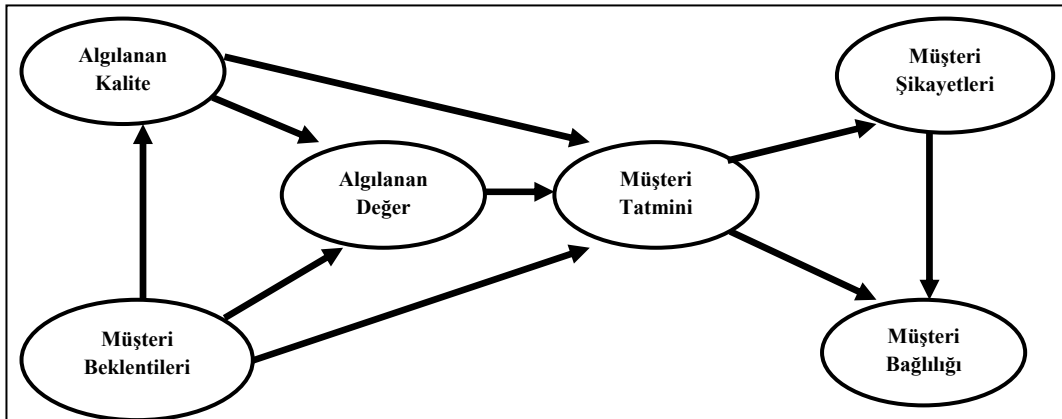 Algılanan
Kalite
Müşteri
Şikayetleri
Algılanan
Değer
Müşteri
Tatmini
Müşteri
Beklentileri
Müşteri
Bağlılığı